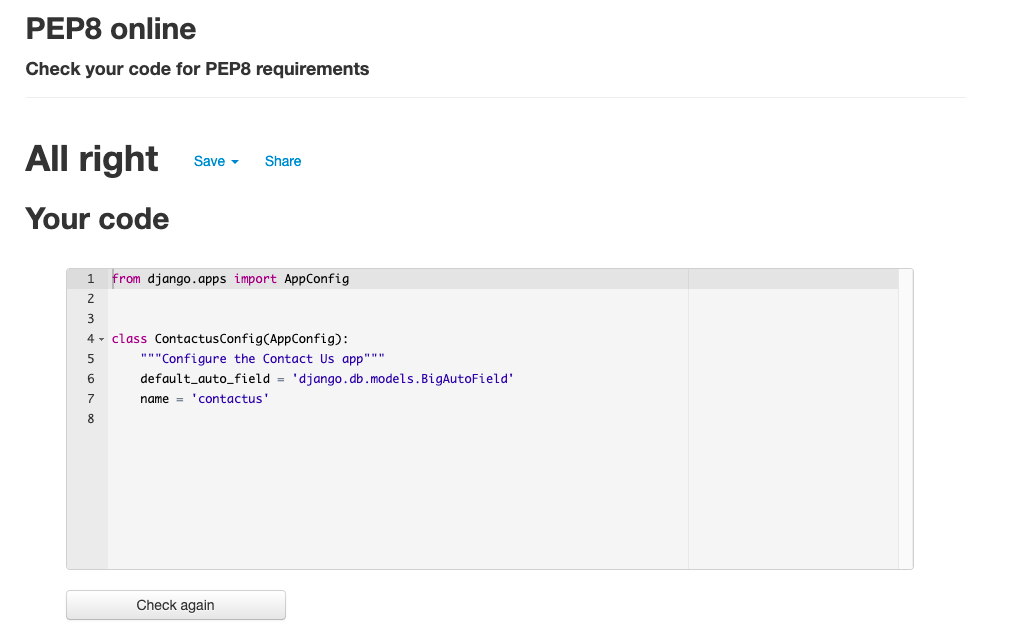 PEP8 online
Check your code for PEP8 requirements
All right Save Share
Your code
1 from django.apps import AppConfig
2
3
4 class ContactusConfig(AppConfig):
5     """Configure the Contact Us app"""
6     default_auto_field = 'django.db.models.BigAutoField'
7     name = 'contactus'
8
Check again